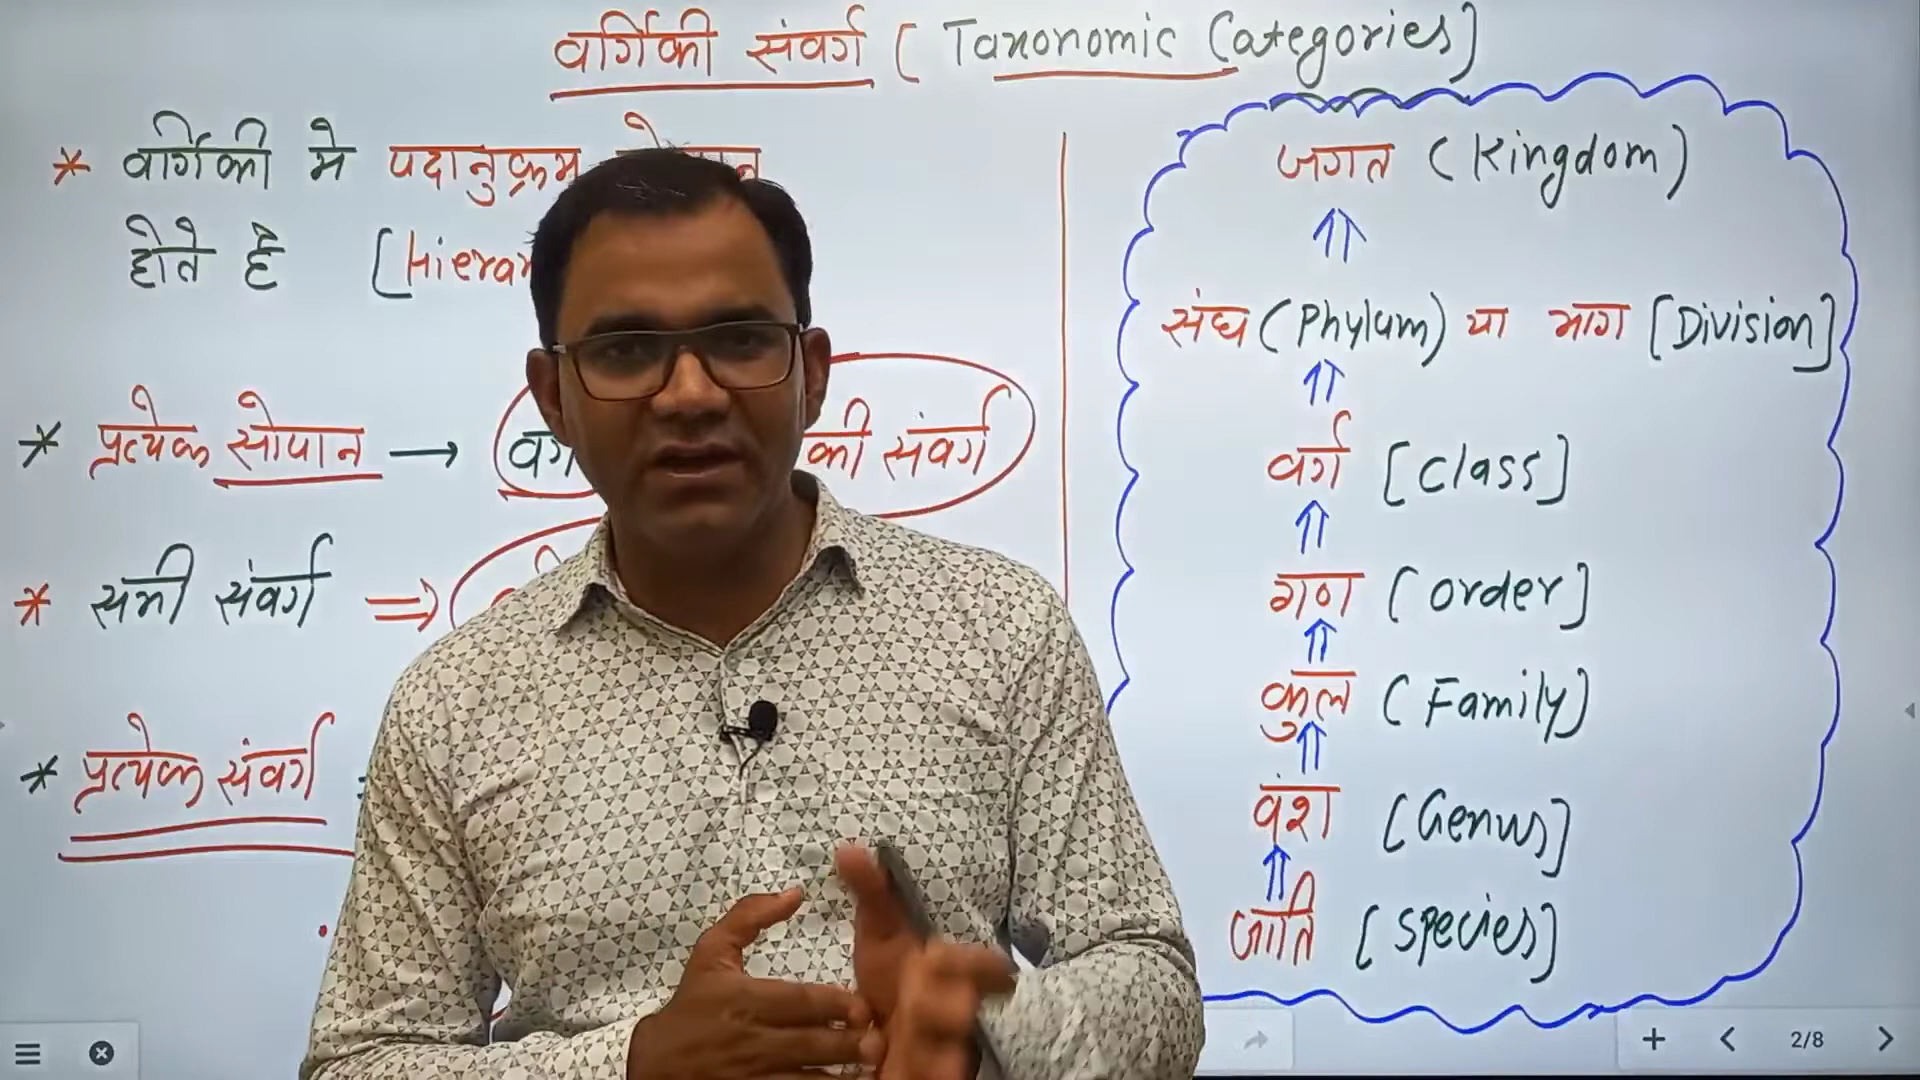 वर्गिकी संवर्ग [Taxonomic Categories]
* वर्गिकी मे पदानुक्रम
होते है [Hierar
* प्रत्येक सोपान → की संवर्ग
* सभी संवर्ग ⇒
* प्रत्येक संवर्ग
जगत (Kingdom)
⇑
संघ (Phylum) या भाग [Division]
⇑
वर्ग [Class]
⇑
गण [order]
⇑
कुल (Family)
⇑
वंश [Genus]
⇑
जाति [Species]
2/8